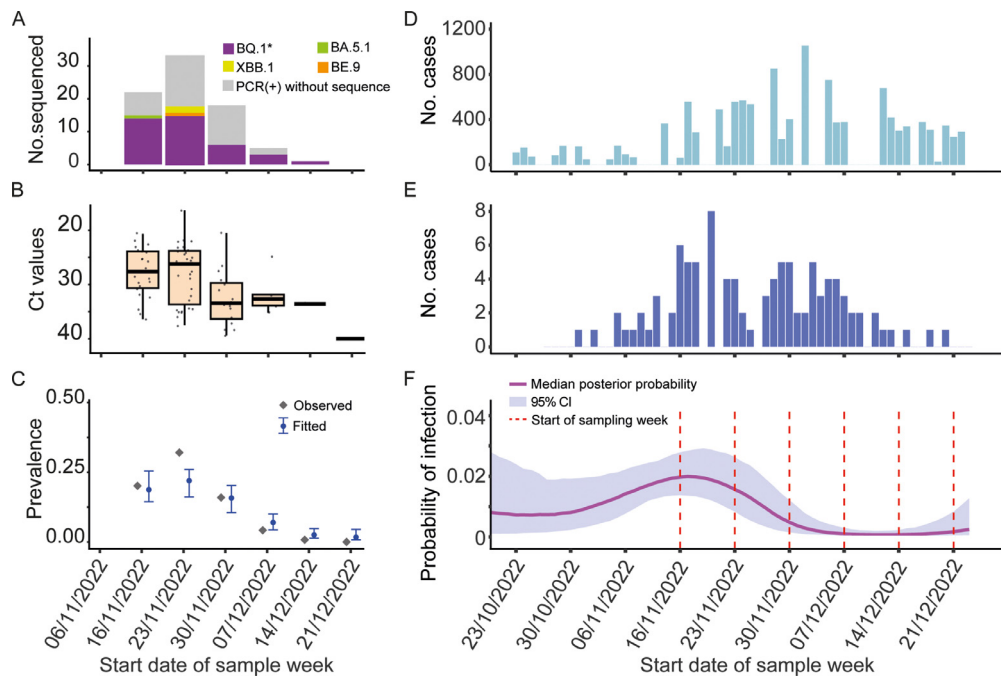 A
No.sequenced
30
20
10
0
BQ.1*
BA.5.1
XBB.1
BE.9
PCR(+) without sequence
B
Ct values
20
30
40
C
Prevalence
0.50
0.25
0.00
Observed
Fitted
06/11/2022
16/11/2022
23/11/2022
30/11/2022
07/12/2022
14/12/2022
21/12/2022
Start date of sample week
D
No. cases
1200
800
400
0
E
No. cases
8
6
4
2
0
F
Probability of infection
0.04
0.02
0
Median posterior probability
95% CI
Start of sampling week
23/10/2022
30/10/2022
06/11/2022
16/11/2022
23/11/2022
30/11/2022
07/12/2022
14/12/2022
21/12/2022
Start date of sample week